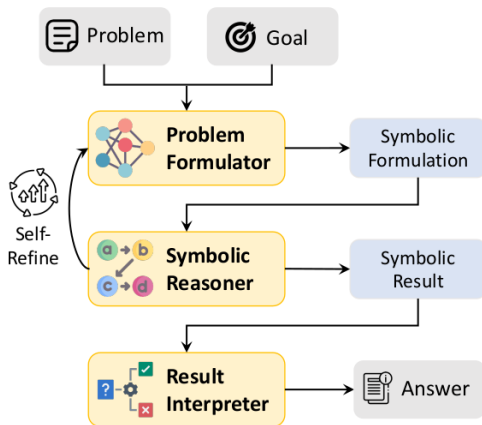 Problem
Goal
Problem
Formulator
Symbolic
Formulation
Self-
Refine
a b
c d
Symbolic
Reasoner
Symbolic
Result
?
Result
Interpreter
i
Answer